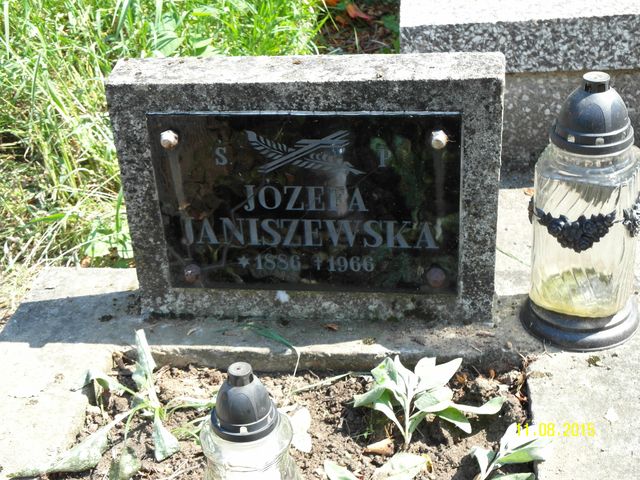 Ś. P.
JÓZEFA
JANISZEWSKA
*1886 †1966
11.08.2015